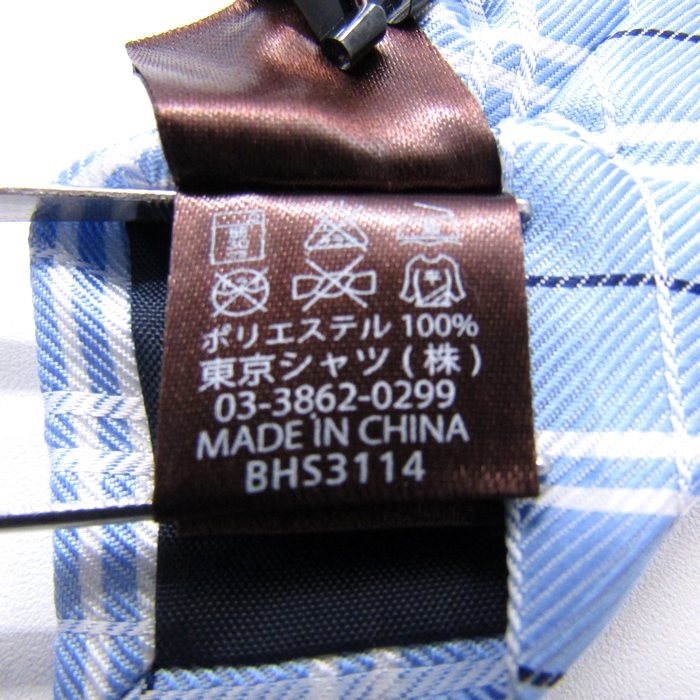 ポリエステル 100%
東京シャツ(株)
03-3862-0299
MADE IN CHINA
BHS3114